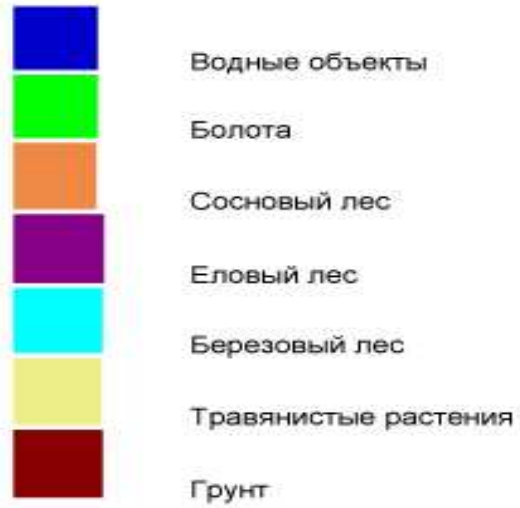 Водные объекты
Болота
Сосновый лес
Еловый лес
Березовый лес
Травянистые растения
Грунт